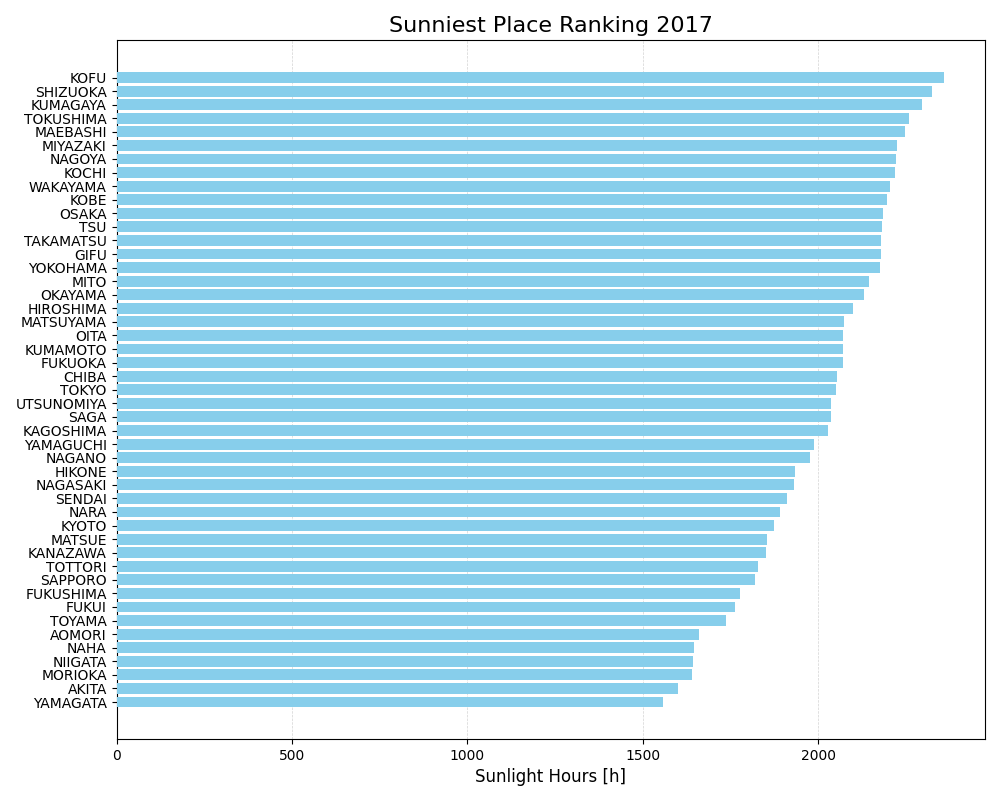 Sunniest Place Ranking 2017
KOFU
SHIZUOKA
KUMAGAYA
TOKUSHIMA
MAEBASHI
MIYAZAKI
NAGOYA
KOCHI
WAKAYAMA
KOBE
OSAKA
TSU
TAKAMATSU
GIFU
YOKOHAMA
MITO
OKAYAMA
HIROSHIMA
MATSUYAMA
OITA
KUMAMOTO
FUKUOKA
CHIBA
TOKYO
UTSUNOMIYA
SAGA
KAGOSHIMA
YAMAGUCHI
NAGANO
HIKONE
NAGASAKI
SENDAI
NARA
KYOTO
MATSUE
KANAZAWA
TOTTORI
SAPPORO
FUKUSHIMA
FUKUI
TOYAMA
AOMORI
NAHA
NIIGATA
MORIOKA
AKITA
YAMAGATA
0 500 1000 1500 2000
Sunlight Hours [h]